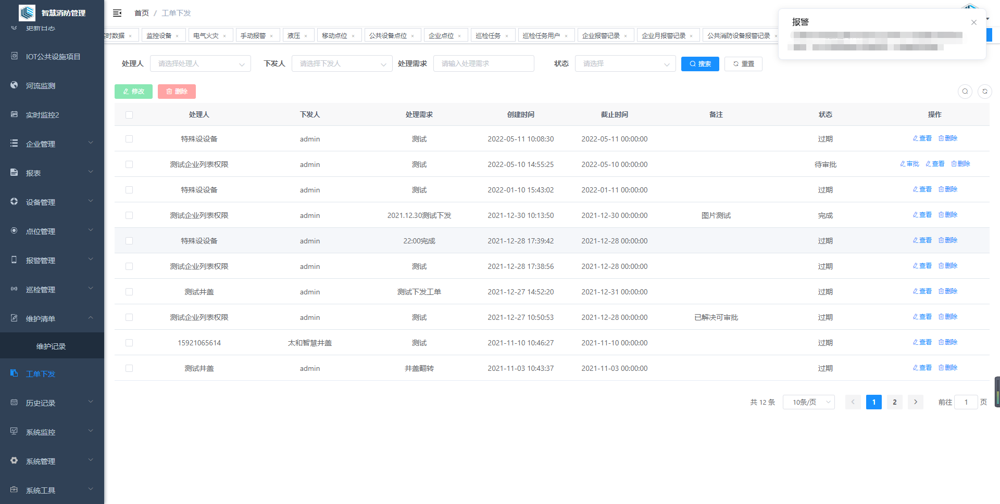 智慧消防管理
更新日志
IOT公共设施项目
河流监测
实时监控2
企业管理
报表
设备管理
点位管理
报警管理
巡检管理
维护清单
维护记录
工单下发
历史记录
系统监控
系统管理
系统工具
首页 / 工单下发
实时数据 × 监控设备 × 电气火灾 × 手动报警 × 液压 × 移动点位 × 公共设备点位 × 企业点位 × 巡检任务 × 巡检任务用户 × 企业报警记录 × 企业月报警记录 × 公共消防设备报警记录 ×
报警
处理人 请选择处理人 下发人 请选择下发人 处理需求 请输入处理需求 状态 请选择 搜索 重置
修改 删除
处理人 下发人 处理需求 创建时间 截止时间 备注 状态 操作
特殊设设备 admin 测试 2022-05-11 10:08:30 2022-05-11 00:00:00 过期 查看 删除
测试企业列表权限 admin 测试 2022-05-10 14:55:25 2022-05-10 00:00:00 待审批 审批 查看 删除
特殊设设备 admin 测试 2022-01-10 15:43:02 2022-01-11 00:00:00 过期 查看 删除
测试企业列表权限 admin 2021.12.30测试下发 2021-12-30 10:13:50 2021-12-30 00:00:00 图片测试 完成 查看 删除
特殊设设备 admin 22:00完成 2021-12-28 17:39:42 2021-12-28 00:00:00 过期 查看 删除
测试企业列表权限 admin 测试 2021-12-28 17:38:56 2021-12-28 00:00:00 过期 查看 删除
测试井盖 admin 测试下发工单 2021-12-27 14:52:20 2021-12-31 00:00:00 过期 查看 删除
测试企业列表权限 admin 测试 2021-12-27 10:50:53 2021-12-28 00:00:00 已解决可审批 过期 查看 删除
15921065614 太和智慧井盖 测试 2021-11-10 10:46:27 2021-11-10 00:00:00 过期 查看 删除
测试井盖 admin 井盖翻转 2021-11-03 10:43:37 2021-11-03 00:00:00 过期 查看 删除
共 12 条 10条/页 1 2 前往 1 页